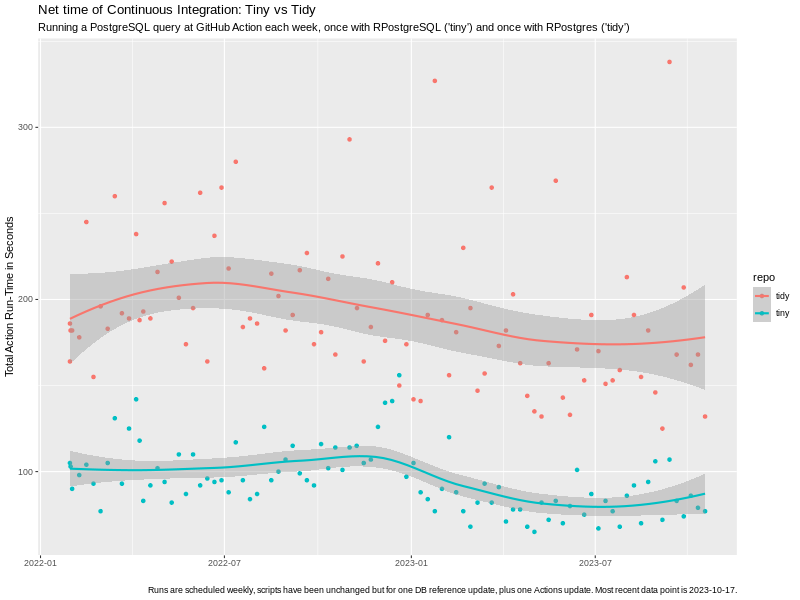 Net time of Continuous Integration: Tiny vs Tidy
Running a PostgreSQL query at GitHub Action each week, once with RPostgreSQL ('tiny') and once with RPostgres ('tidy')
Total Action Run-Time in Seconds
300
200
100
2022-01
2022-07
2023-01
2023-07
repo
tidy
tiny
Runs are scheduled weekly, scripts have been unchanged but for one DB reference update, plus one Actions update. Most recent data point is 2023-10-17.